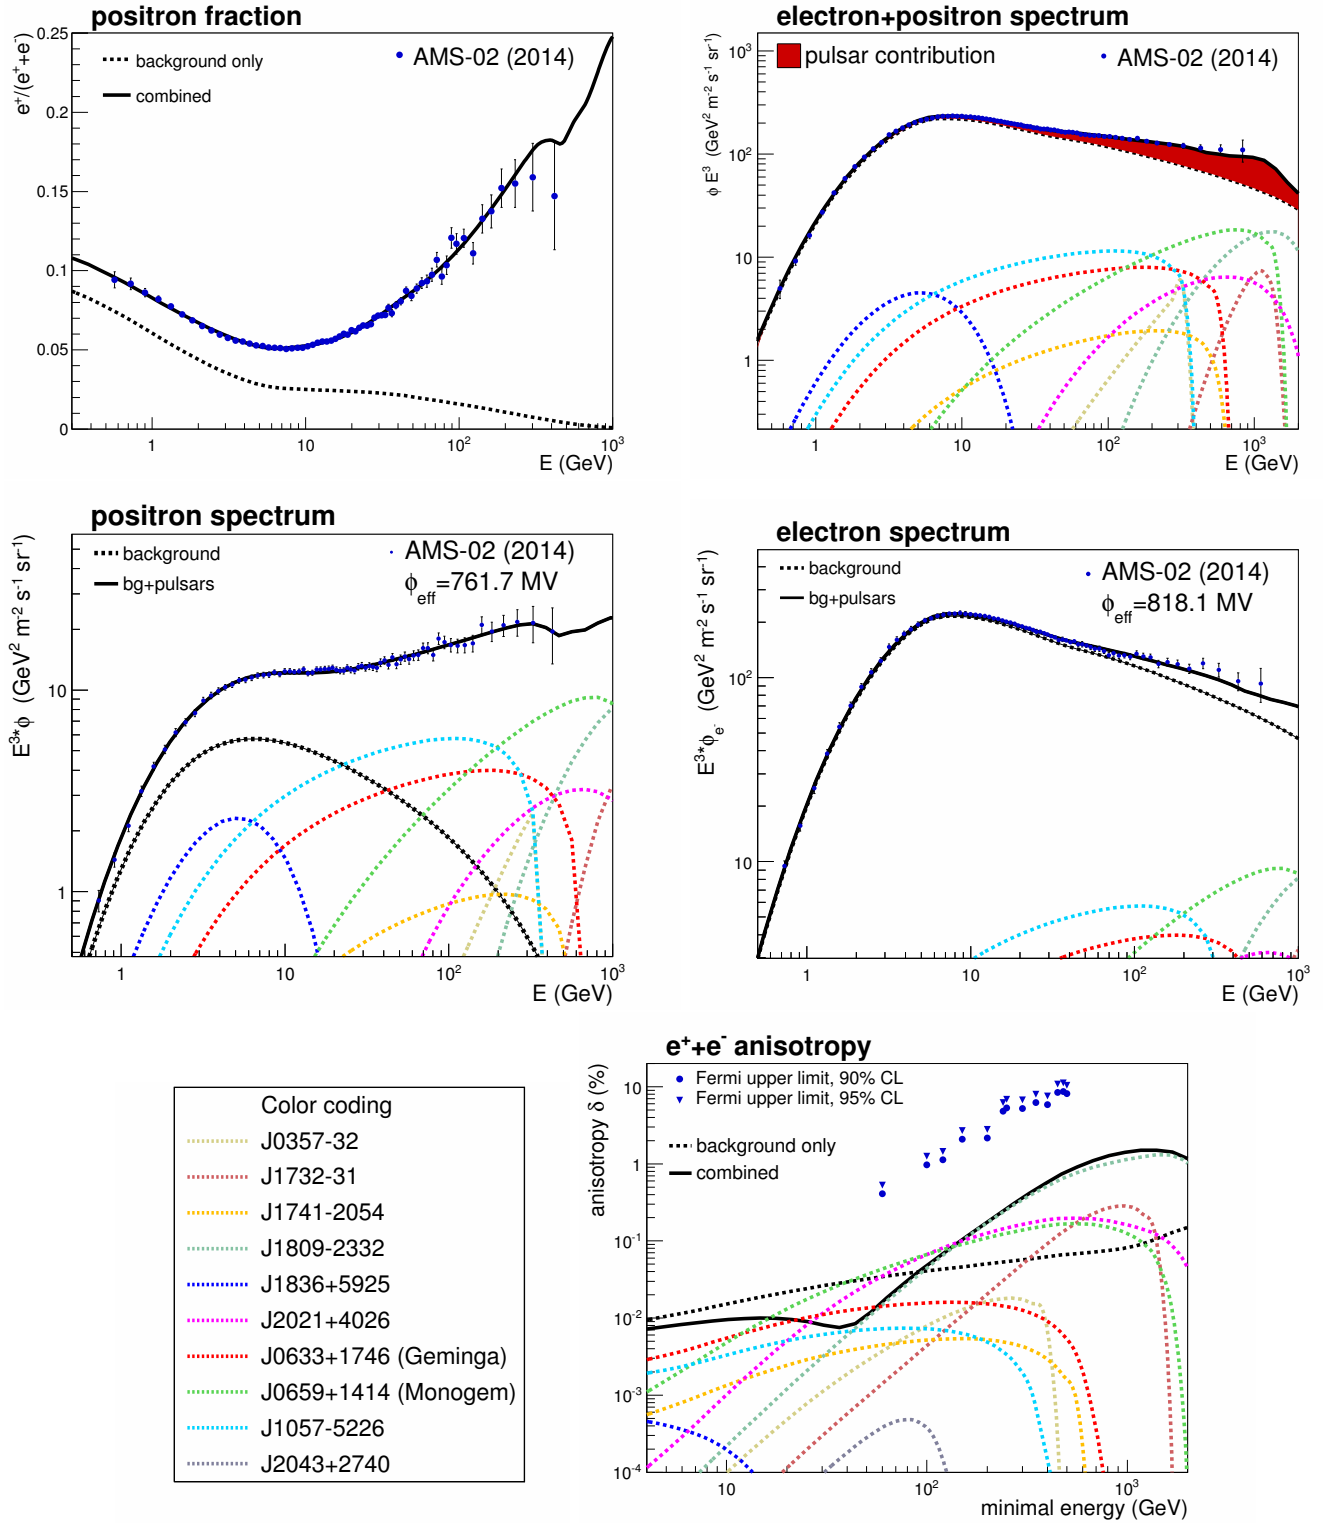 positron fraction
e⁺/(e⁺+e⁻)
0.25
0.2
0.15
0.1
0.05
0
background only
combined
AMS-02 (2014)
1
10
10²
10³
E (GeV)
electron+positron spectrum
ϕ E³ (GeV² m⁻² s⁻¹ sr⁻¹)
10³
10²
10
1
pulsar contribution
AMS-02 (2014)
1
10
10²
10³
E (GeV)
positron spectrum
E³*ϕ (GeV² m⁻² s⁻¹ sr⁻¹)
10
1
background
bg+pulsars
AMS-02 (2014)
ϕeff=761.7 MV
1
10
10²
10³
E (GeV)
electron spectrum
E³*ϕe⁻ (GeV² m⁻² s⁻¹ sr⁻¹)
10²
10
background
bg+pulsars
AMS-02 (2014)
ϕeff=818.1 MV
1
10
10²
10³
E (GeV)
Color coding
J0357-32
J1732-31
J1741-2054
J1809-2332
J1836+5925
J2021+4026
J0633+1746 (Geminga)
J0659+1414 (Monogem)
J1057-5226
J2043+2740
e⁺+e⁻ anisotropy
anisotropy δ (%)
10
1
10⁻¹
10⁻²
10⁻³
10⁻⁴
Fermi upper limit, 90% CL
Fermi upper limit, 95% CL
background only
combined
10
10²
10³
minimal energy (GeV)